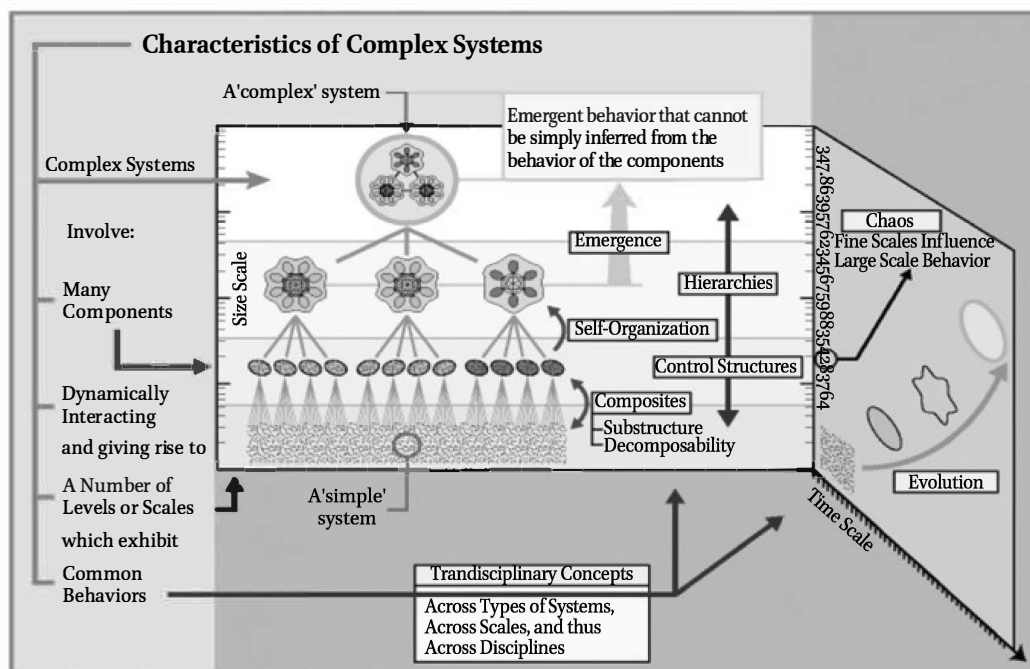 Characteristics of Complex Systems
A'complex' system
Emergent behavior that cannot
be simply inferred from the
behavior of the components
Complex Systems
Involve:
Many
Components
Dynamically
Interacting
and giving rise to
A Number of
Levels or Scales
which exhibit
Common
Behaviors
Size Scale
Emergence
Hierarchies
Self-Organization
Control Structures
Composites
Substructure
Decomposability
A'simple'
system
Chaos
Fine Scales Influence
Large Scale Behavior
Evolution
Time Scale
Trandisciplinary Concepts
Across Types of Systems,
Across Scales, and thus
Across Disciplines